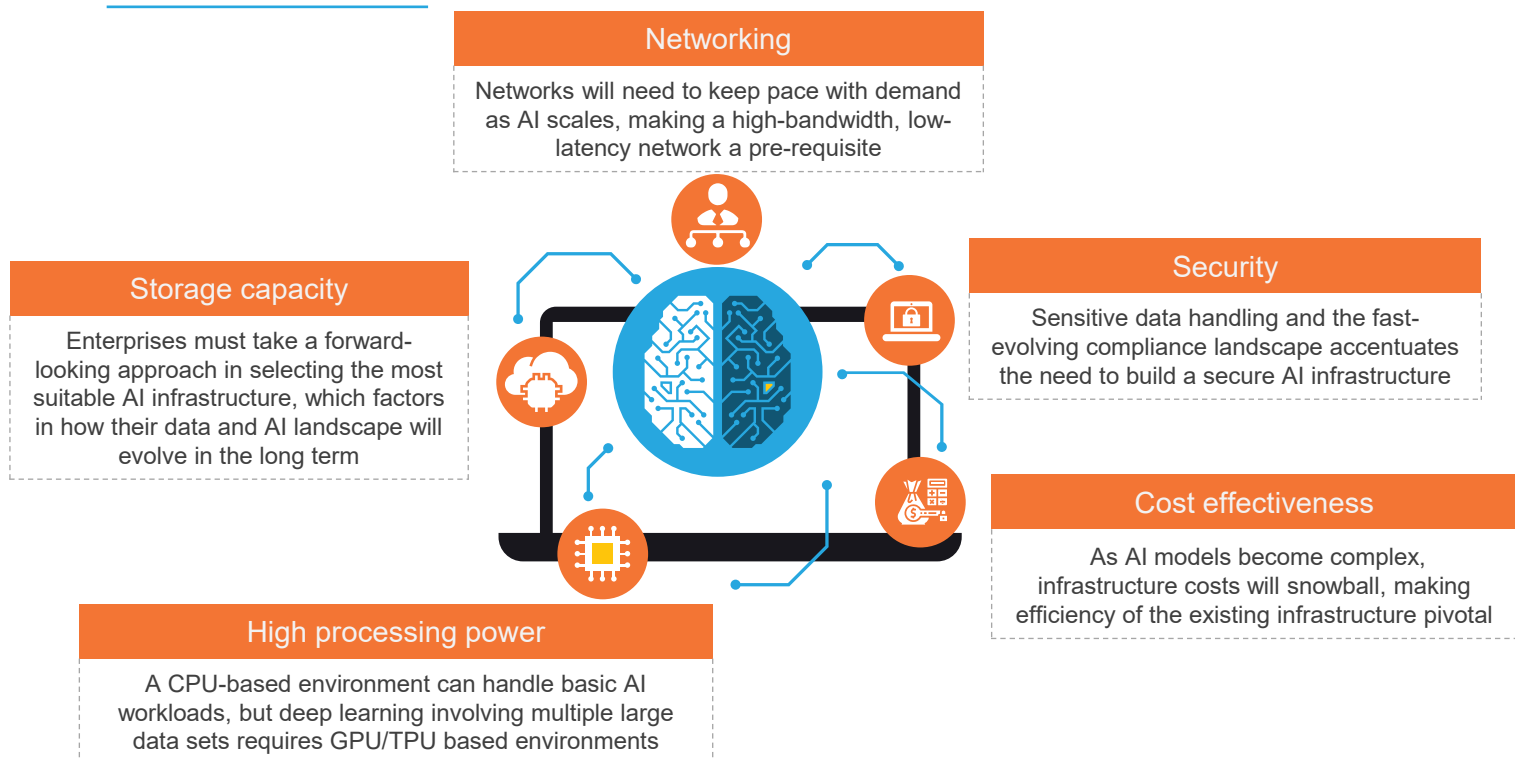 Networking
Networks will need to keep pace with demand
as AI scales, making a high-bandwidth, low-
latency network a pre-requisite
Storage capacity
Enterprises must take a forward-
looking approach in selecting the most
suitable AI infrastructure, which factors
in how their data and AI landscape will
evolve in the long term
Security
Sensitive data handling and the fast-
evolving compliance landscape accentuates
the need to build a secure AI infrastructure
Cost effectiveness
As AI models become complex,
infrastructure costs will snowball, making
efficiency of the existing infrastructure pivotal
High processing power
A CPU-based environment can handle basic AI
workloads, but deep learning involving multiple large
data sets requires GPU/TPU based environments